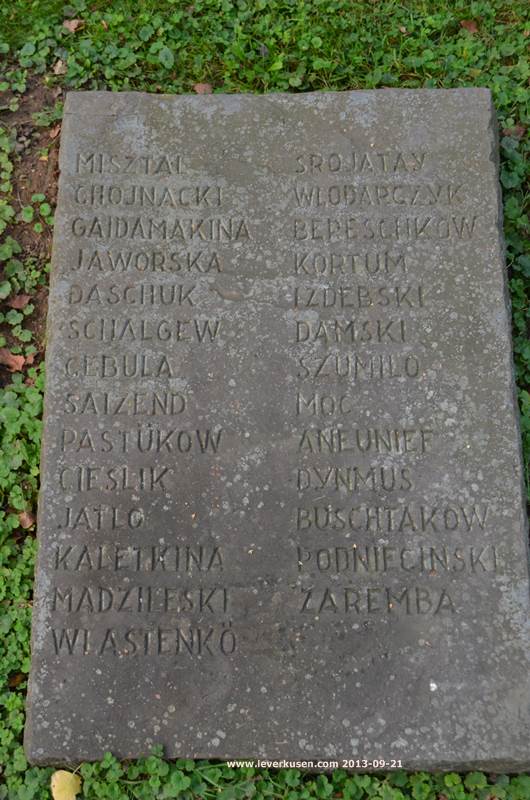 MISZTAL
CHOJNACKI
GAIDAMAKINA
JAWORSKA
DASCHUK
SCHALGEW
CEBULA
SAIZEND
PASTÜKOW
CIESLIK
JATLO
KALETKINA
MADZILESKI
WLASTENKÖ
SROJATAY
WLODARCZYK
BERESCHKOW
KORTUM
IZDEBSKI
DAMSKI
SZUMILO
MOC
ANEUNIEF
DYNMUS
BUSCHTAKOW
PODNIECINSKI
ZAREMBA
www.leverkusen.com 2013-09-21